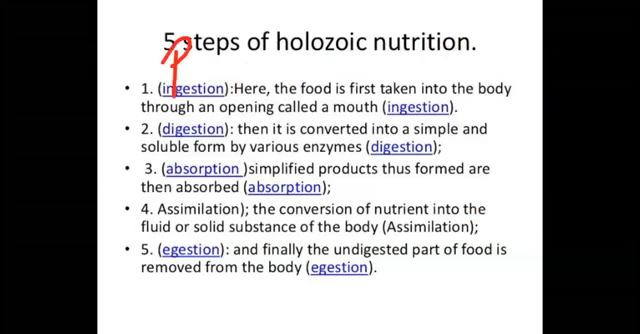 5 steps of holozoic nutrition.
• 1. (ingestion):Here, the food is first taken into the body
through an opening called a mouth (ingestion).
• 2. (digestion): then it is converted into a simple and
soluble form by various enzymes (digestion);
• 3. (absorption )simplified products thus formed are
then absorbed (absorption);
• 4. Assimilation); the conversion of nutrient into the
fluid or solid substance of the body (Assimilation);
• 5. (egestion): and finally the undigested part of food is
removed from the body (egestion).